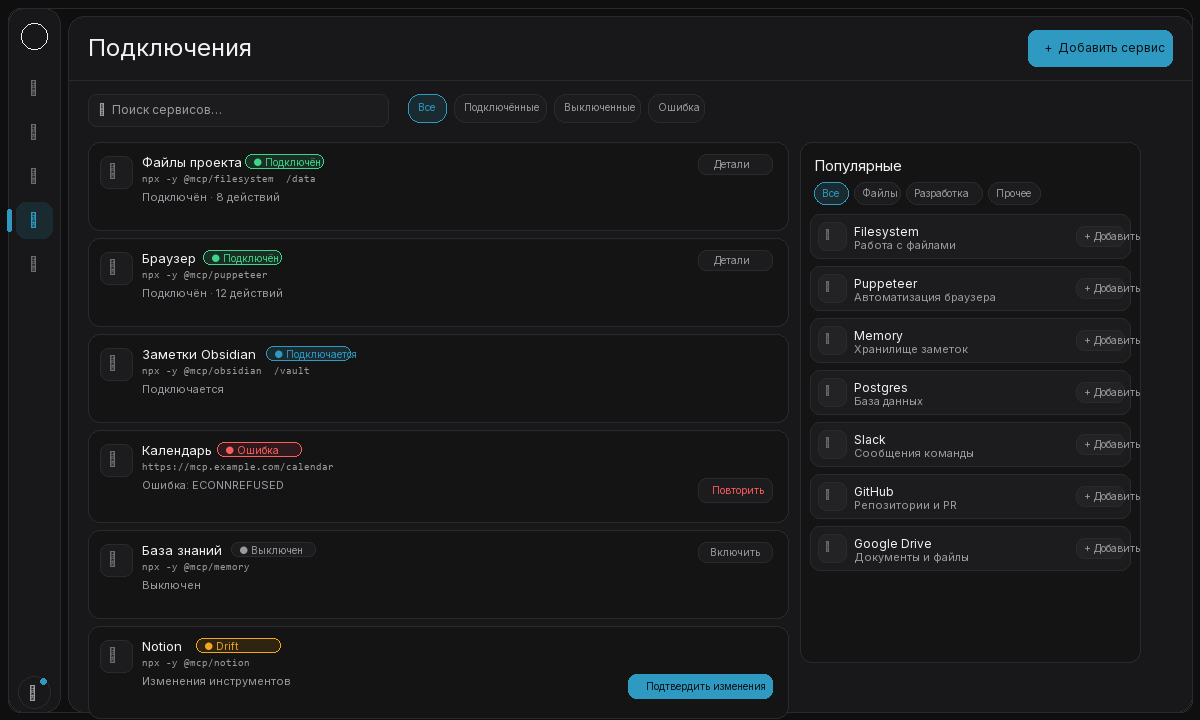 Подключения
+ Добавить сервис
Поиск сервисов…
Все
Подключённые
Выключенные
Ошибка
Файлы проекта
Подключён
npx -y @mcp/filesystem /data
Подключён · 8 действий
Детали
Браузер
Подключён
npx -y @mcp/puppeteer
Подключён · 12 действий
Детали
Заметки Obsidian
Подключается
npx -y @mcp/obsidian /vault
Подключается
Календарь
Ошибка
https://mcp.example.com/calendar
Ошибка: ECONNREFUSED
Повторить
База знаний
Выключен
npx -y @mcp/memory
Выключен
Включить
Notion
Drift
npx -y @mcp/notion
Изменения инструментов
Подтвердить изменения
Популярные
Все
Файлы
Разработка
Прочее
Filesystem
Работа с файлами
+ Добавить
Puppeteer
Автоматизация браузера
+ Добавить
Memory
Хранилище заметок
+ Добавить
Postgres
База данных
+ Добавить
Slack
Сообщения команды
+ Добавить
GitHub
Репозитории и PR
+ Добавить
Google Drive
Документы и файлы
+ Добавить